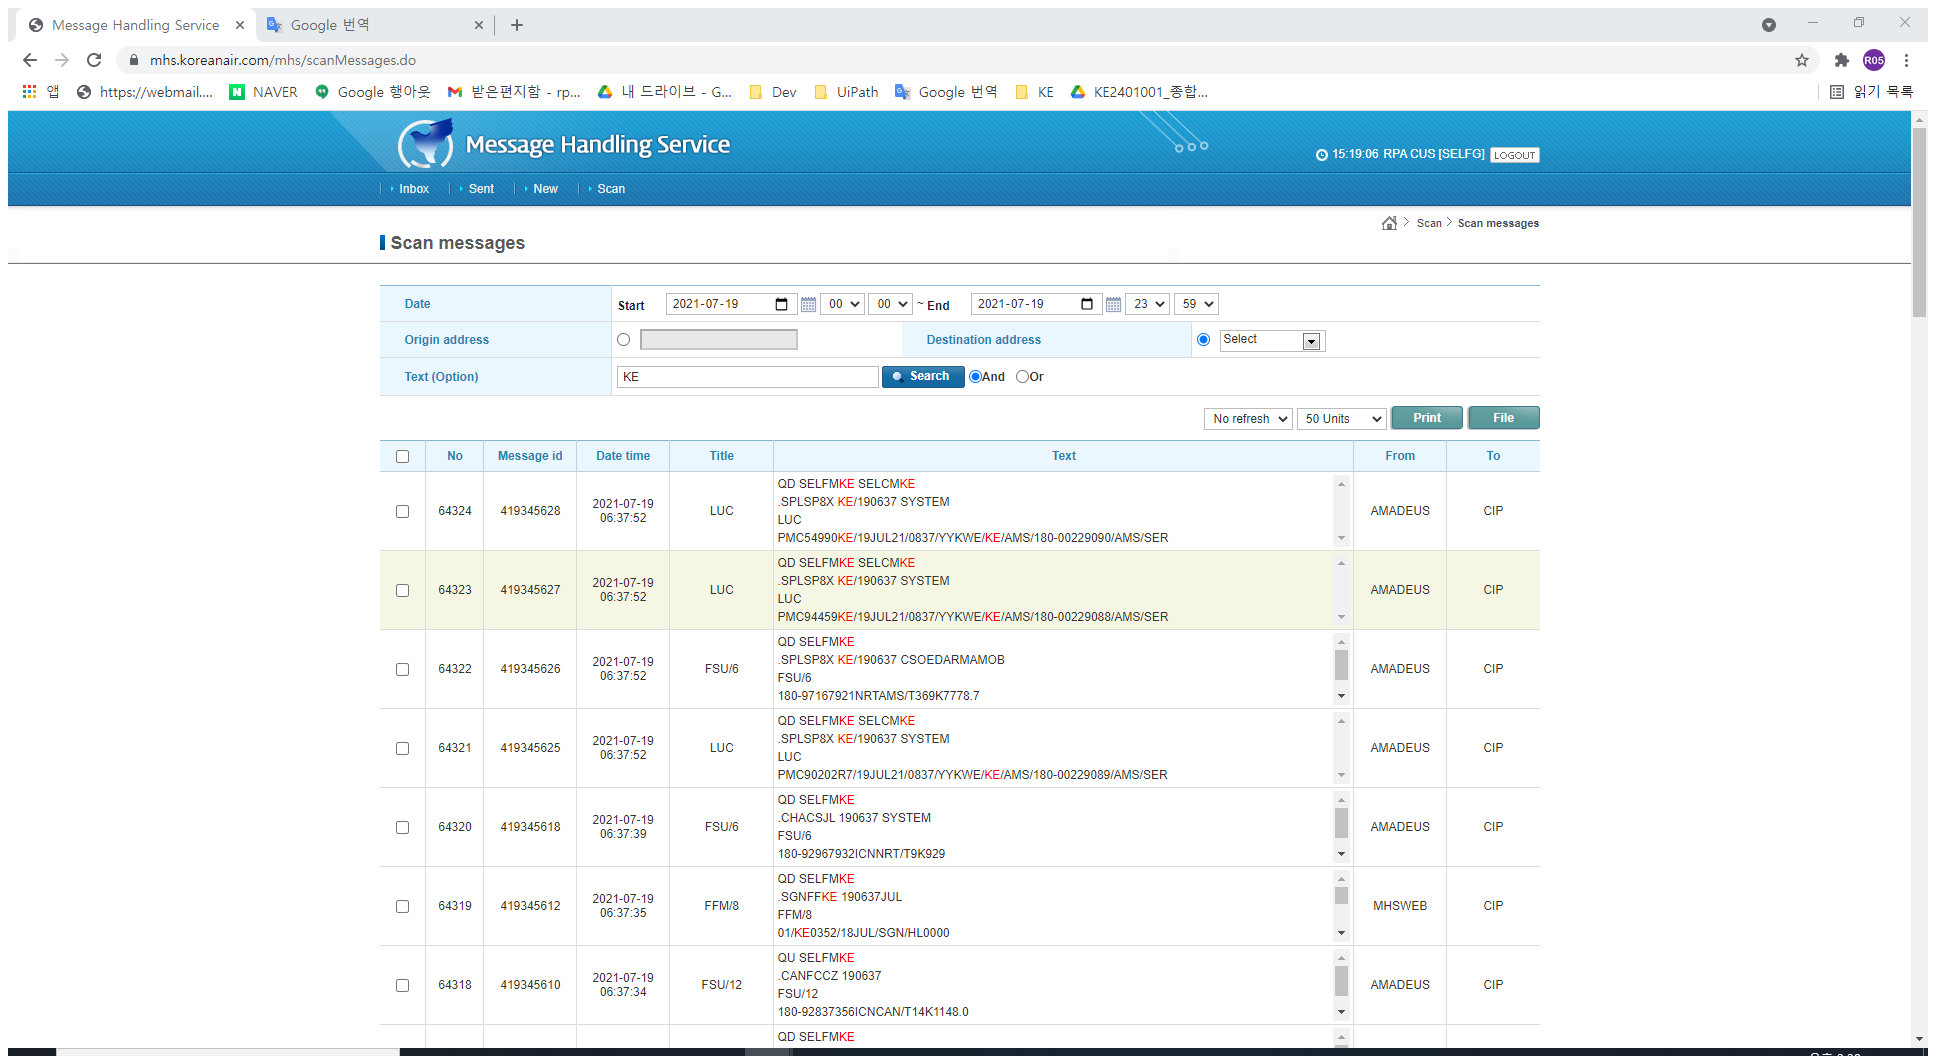 Message Handling Service
Google 번역
mhs.koreanair.com/mhs/scanMessages.do
R05
앱 https://webmail.... NAVER Google 행아웃 받은편지함 - rp... 내 드라이브 - G... Dev UiPath Google 번역 KE KE2401001_종합... 읽기 목록
Message Handling Service
15:19:06 RPA CUS [SELFG] LOGOUT
Inbox Sent New Scan
Scan > Scan messages
Scan messages
Date Start 2021-07-19 00 00 ~ End 2021-07-19 23 59
Origin address Destination address Select
Text (Option) KE Search And Or
No refresh 50 Units Print File
No Message id Date time Title Text From To
64324 419345628 2021-07-19 06:37:52 LUC
QD SELFMKE SELCMKE
.SPLSP8X KE/190637 SYSTEM
LUC
PMC54990KE/19JUL21/0837/YYKWE/KE/AMS/180-00229090/AMS/SER
AMADEUS CIP
64323 419345627 2021-07-19 06:37:52 LUC
QD SELFMKE SELCMKE
.SPLSP8X KE/190637 SYSTEM
LUC
PMC94459KE/19JUL21/0837/YYKWE/KE/AMS/180-00229088/AMS/SER
AMADEUS CIP
64322 419345626 2021-07-19 06:37:52 FSU/6
QD SELFMKE
.SPLSP8X KE/190637 CSOEDARMAMOB
FSU/6
180-97167921NRTAMS/T369K7778.7
AMADEUS CIP
64321 419345625 2021-07-19 06:37:52 LUC
QD SELFMKE SELCMKE
.SPLSP8X KE/190637 SYSTEM
LUC
PMC90202R7/19JUL21/0837/YYKWE/KE/AMS/180-00229089/AMS/SER
AMADEUS CIP
64320 419345618 2021-07-19 06:37:39 FSU/6
QD SELFMKE
.CHACSJL 190637 SYSTEM
FSU/6
180-92967932ICNNRT/T9K929
AMADEUS CIP
64319 419345612 2021-07-19 06:37:35 FFM/8
QD SELFMKE
.SGNFFKE 190637JUL
FFM/8
01/KE0352/18JUL/SGN/HL0000
MHSWEB CIP
64318 419345610 2021-07-19 06:37:34 FSU/12
QU SELFMKE
.CANFCCZ 190637
FSU/12
180-92837356ICNCAN/T14K1148.0
AMADEUS CIP
QD SELFMKE